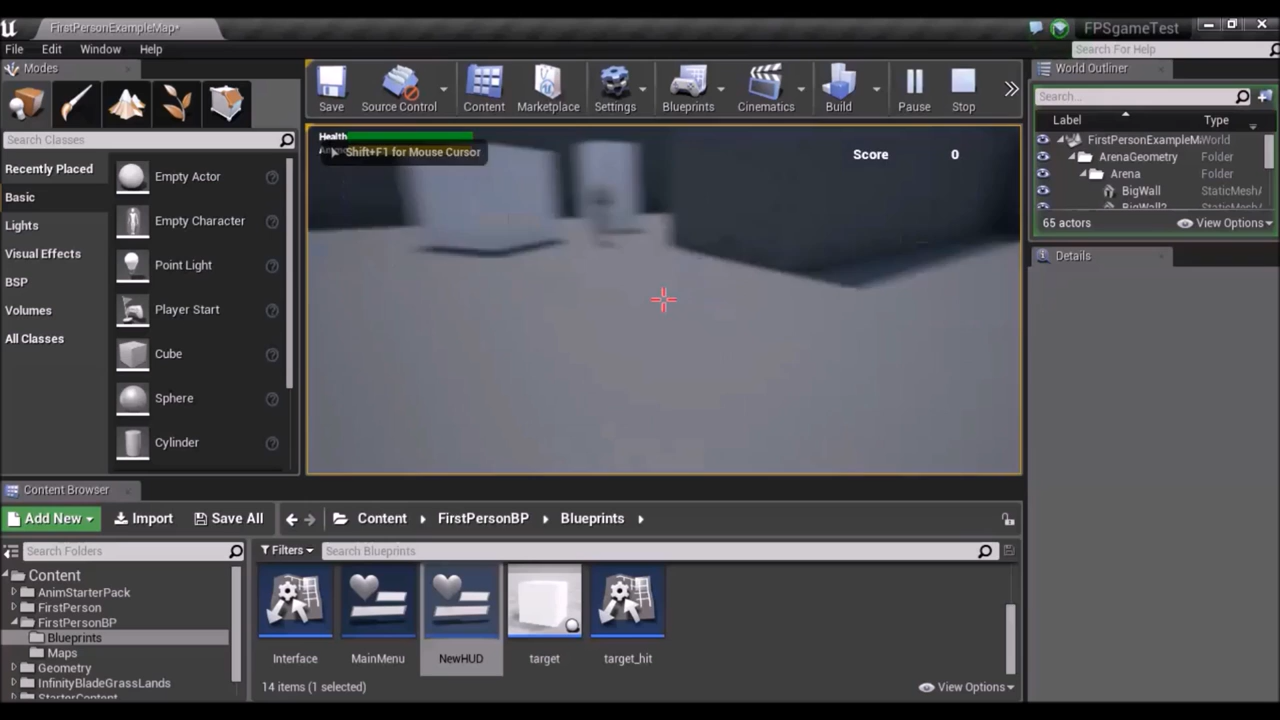 FirstPersonExampleMap*
FPSgameTest
File Edit Window Help
Search For Help
Modes
Save Source Control Content Marketplace Settings Blueprints Cinematics Build Pause Stop
World Outliner
Search Classes
Search...
Label Type
Recently Placed
Basic
Lights
Visual Effects
BSP
Volumes
All Classes
Empty Actor
Empty Character
Point Light
Player Start
Cube
Sphere
Cylinder
Health
Shift+F1 for Mouse Cursor
Score 0
FirstPersonExampleMa World
ArenaGeometry Folder
Arena Folder
BigWall StaticMesh/
BigWall2
65 actors View Options
Details
Content Browser
Add New Import Save All Content FirstPersonBP Blueprints
Search Folders
Filters Search Blueprints
Content
AnimStarterPack
FirstPerson
FirstPersonBP
Blueprints
Maps
Geometry
InfinityBladeGrassLands
StarterContent
Interface MainMenu NewHUD target target_hit
14 items (1 selected) View Options